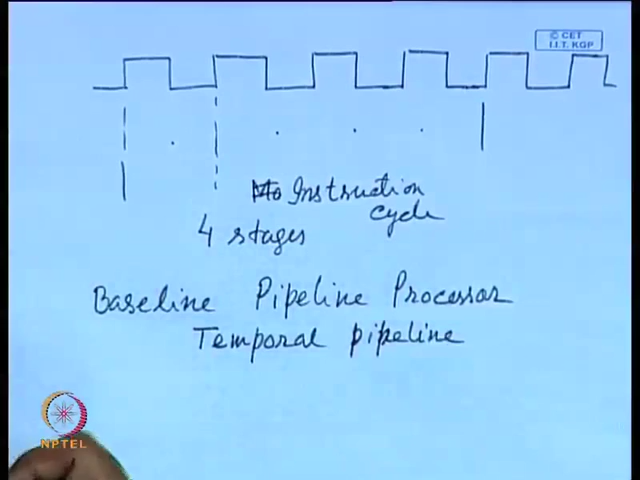 © CET
I.I.T. KGP
Instruction
cycle
4 stages
Baseline Pipeline Processor
Temporal pipeline
NPTEL